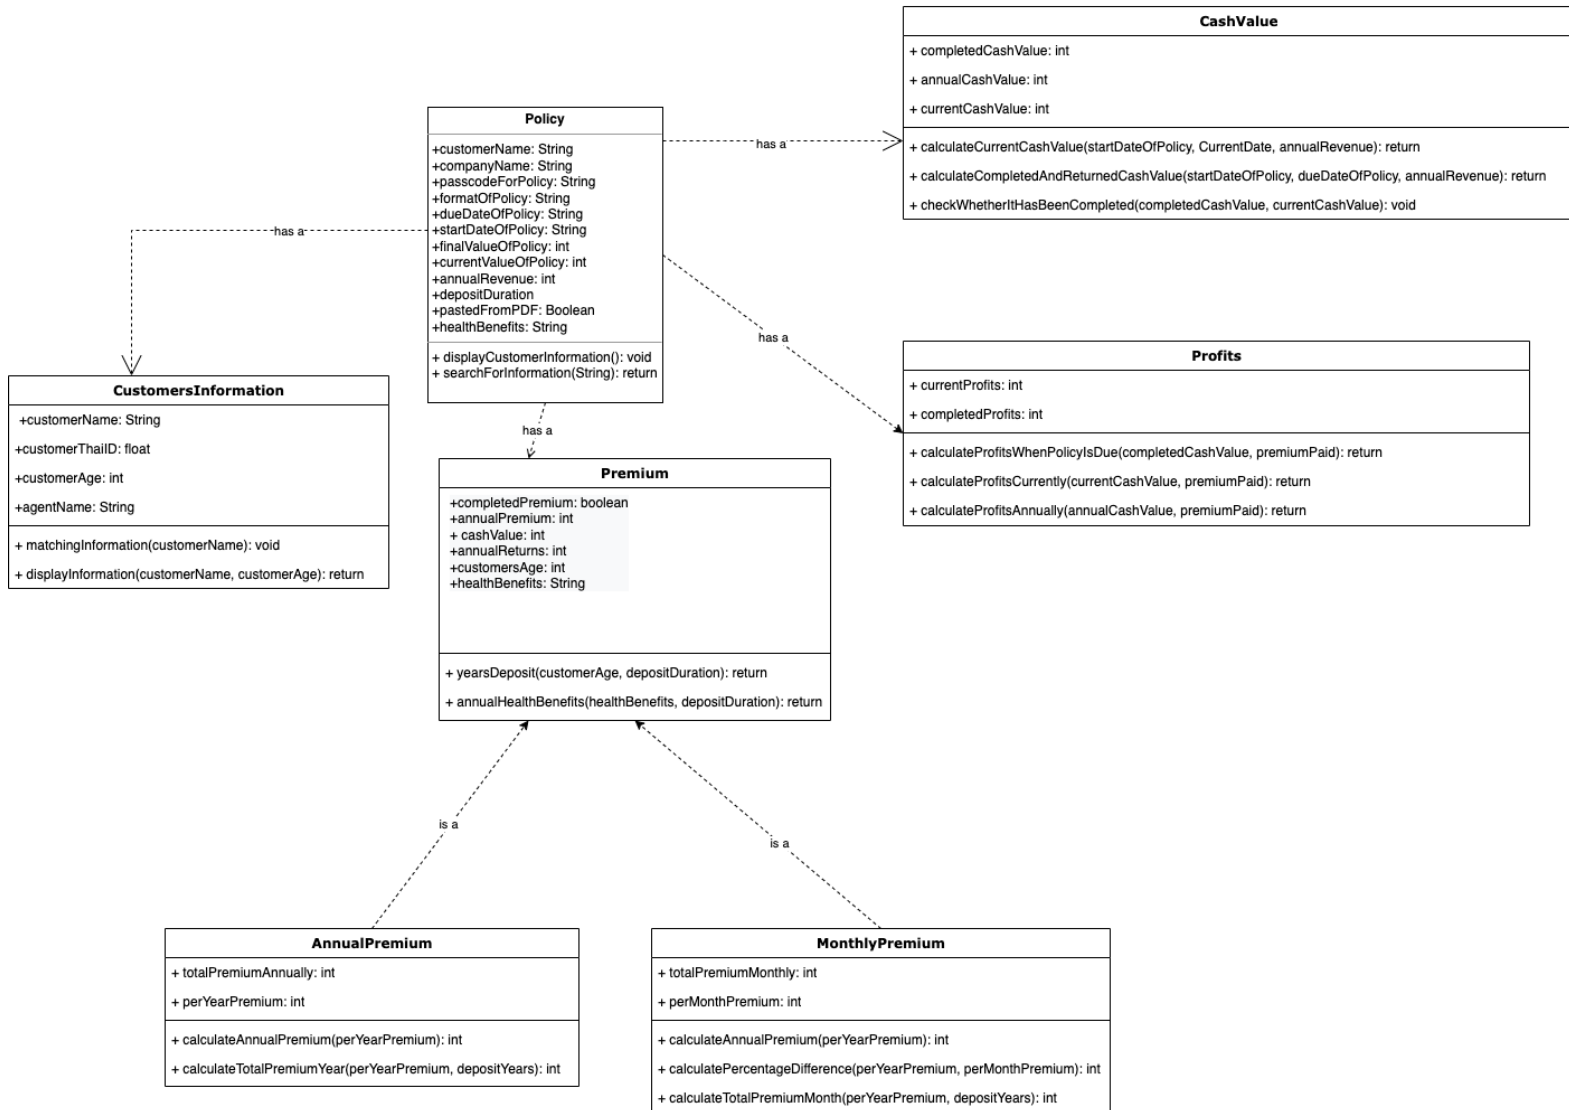 CashValue
+ completedCashValue: int
+ annualCashValue: int
+ currentCashValue: int
+ calculateCurrentCashValue(startDateOfPolicy, CurrentDate, annualRevenue): return
+ calculateCompletedAndReturnedCashValue(startDateOfPolicy, dueDateOfPolicy, annualRevenue): return
+ checkWhetherItHasBeenCompleted(completedCashValue, currentCashValue): void
Policy
+customerName: String
+companyName: String
+passcodeForPolicy: String
+formatOfPolicy: String
+dueDateOfPolicy: String
+startDateOfPolicy: String
+finalValueOfPolicy: int
+currentValueOfPolicy: int
+annualRevenue: int
+depositDuration
+pastedFromPDF: Boolean
+healthBenefits: String
+ displayCustomerInformation(): void
+ searchForInformation(String): return
has a
has a
has a
has a
CustomersInformation
+customerName: String
+customerThaiID: float
+customerAge: int
+agentName: String
+ matchingInformation(customerName): void
+ displayInformation(customerName, customerAge): return
Profits
+ currentProfits: int
+ completedProfits: int
+ calculateProfitsWhenPolicyIsDue(completedCashValue, premiumPaid): return
+ calculateProfitsCurrently(currentCashValue, premiumPaid): return
+ calculateProfitsAnnually(annualCashValue, premiumPaid): return
Premium
+completedPremium: boolean
+annualPremium: int
+ cashValue: int
+annualReturns: int
+customersAge: int
+healthBenefits: String
+ yearsDeposit(customerAge, depositDuration): return
+ annualHealthBenefits(healthBenefits, depositDuration): return
is a
is a
AnnualPremium
+ totalPremiumAnnually: int
+ perYearPremium: int
+ calculateAnnualPremium(perYearPremium): int
+ calculateTotalPremiumYear(perYearPremium, depositYears): int
MonthlyPremium
+ totalPremiumMonthly: int
+ perMonthPremium: int
+ calculateAnnualPremium(perYearPremium): int
+ calculatePercentageDifference(perYearPremium, perMonthPremium): int
+ calculateTotalPremiumMonth(perYearPremium, depositYears): int